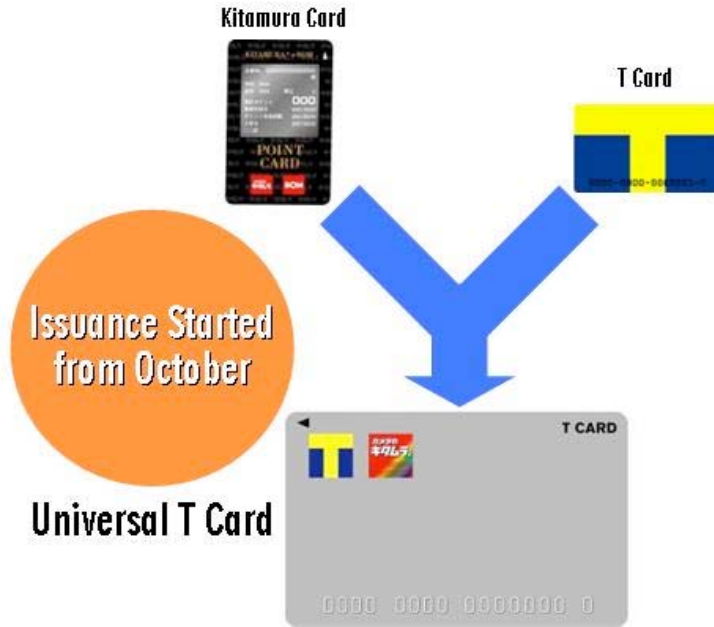 Kitamura Card
T Card
000
POINT
CARD
Issuance Started
from October
T CARD
T
カメラの
キタムラ
Universal T Card
0000 0000 0000000 0